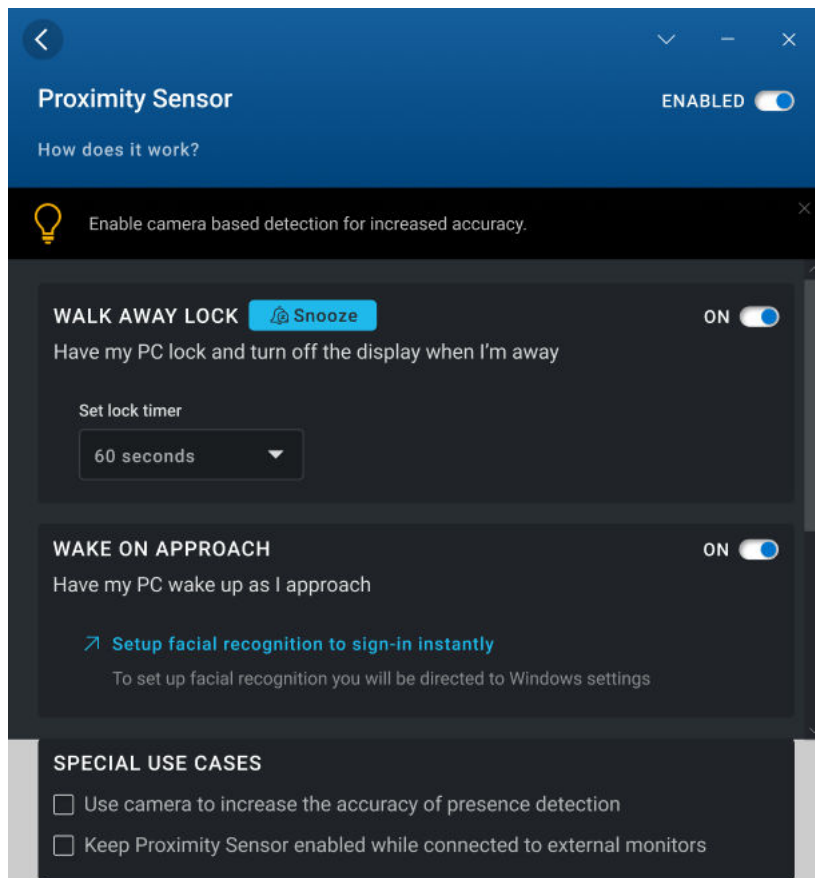 Proximity Sensor
ENABLED
How does it work?
Enable camera based detection for increased accuracy.
WALK AWAY LOCK
Snooze
ON
Have my PC lock and turn off the display when I'm away
Set lock timer
60 seconds
WAKE ON APPROACH
ON
Have my PC wake up as I approach
Setup facial recognition to sign-in instantly
To set up facial recognition you will be directed to Windows settings
SPECIAL USE CASES
Use camera to increase the accuracy of presence detection
Keep Proximity Sensor enabled while connected to external monitors